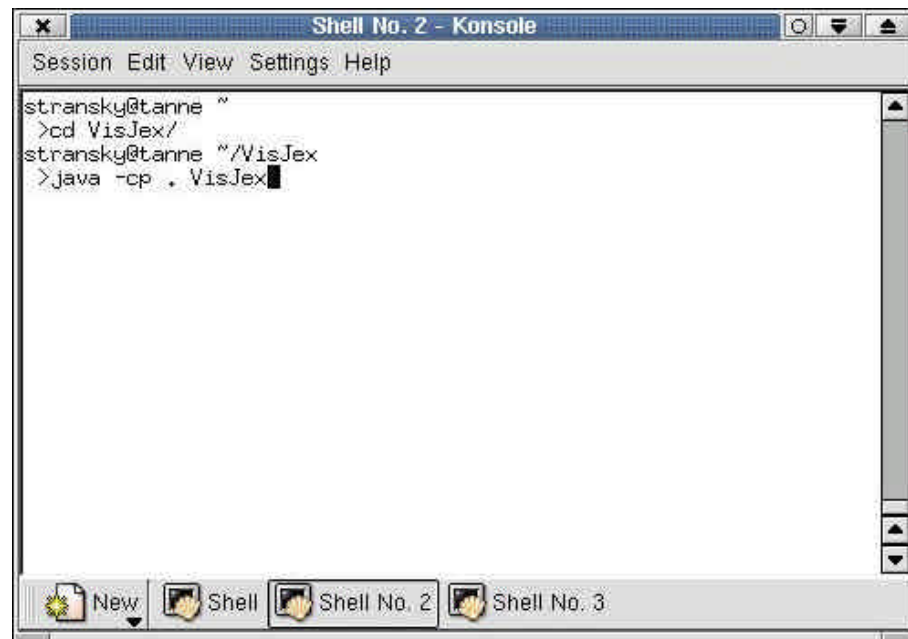 Shell No. 2 - Konsole
Session Edit View Settings Help
stransky@tanne ~
>cd VisJex/
stransky@tanne ~/VisJex
>java -cp . VisJex
New Shell Shell No. 2 Shell No. 3